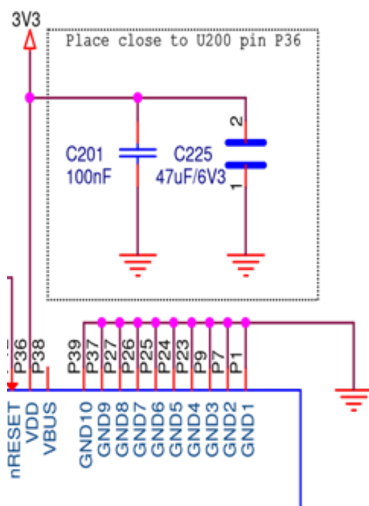 3V3
Place close to U200 pin P36
C201
100nF
C225
47uF/6V3
2
1
P36
P38
P39
P37
P27
P26
P25
P24
P23
P9
P7
P1
nRESET
VDD
VBUS
GND10
GND9
GND8
GND7
GND6
GND5
GND4
GND3
GND2
GND1